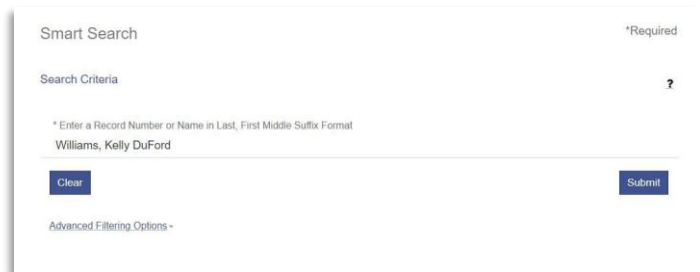 Smart Search
*Required
Search Criteria
?
* Enter a Record Number or Name in Last, First Middle Suffix Format
Williams, Kelly DuFord
Clear
Submit
Advanced Filtering Options -